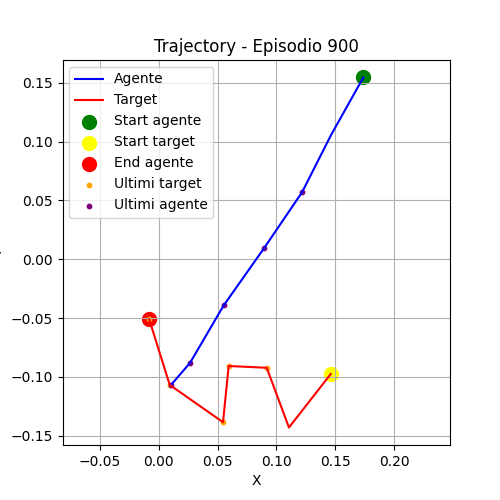 Trajectory - Episodio 900
Agente
Target
Start agente
Start target
End agente
Ultimi target
Ultimi agente
0.15
0.10
0.05
0.00
−0.05
−0.10
−0.15
−0.05
0.00
0.05
0.10
0.15
0.20
X